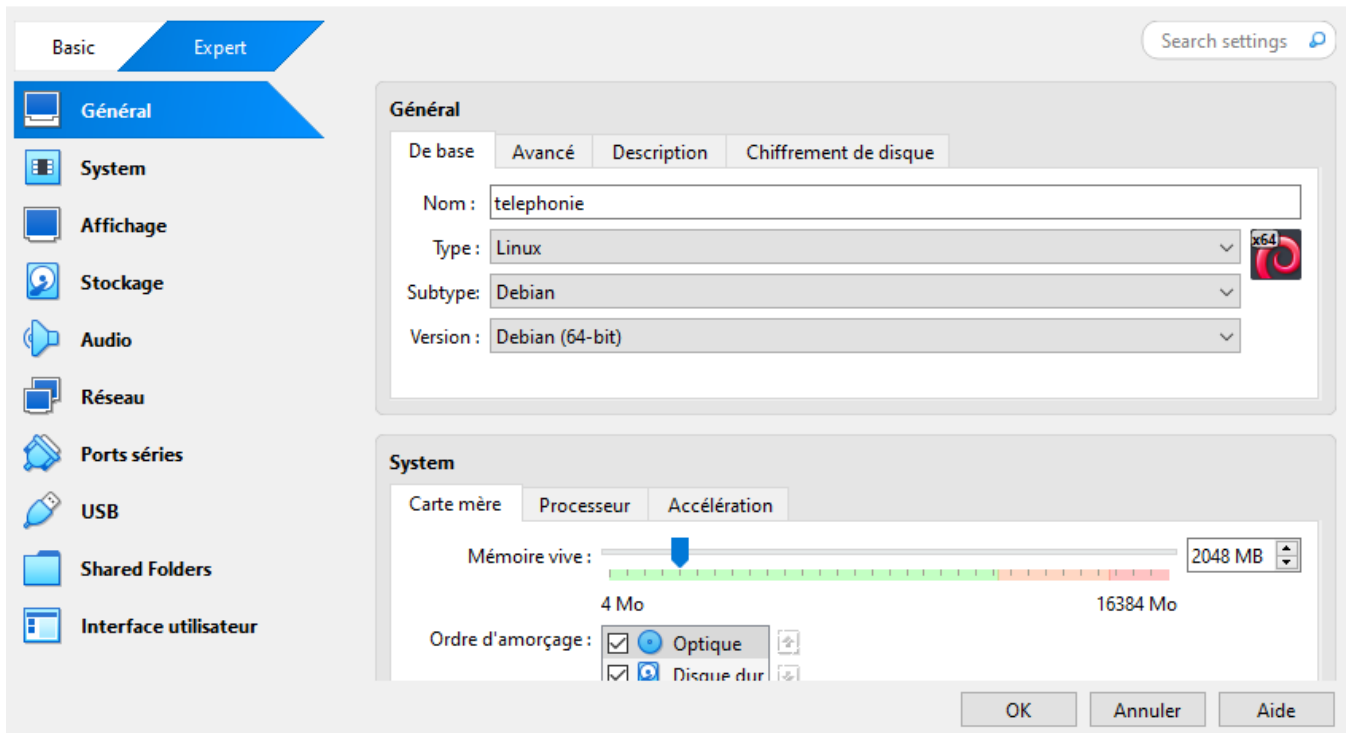 Basic Expert Search settings
Général
System
Affichage
Stockage
Audio
Réseau
Ports séries
USB
Shared Folders
Interface utilisateur
Général
De base Avancé Description Chiffrement de disque
Nom : telephonie
Type : Linux
x64
Subtype: Debian
Version : Debian (64-bit)
System
Carte mère Processeur Accélération
Mémoire vive : 2048 MB
4 Mo 16384 Mo
Ordre d'amorçage : Optique
Disque dur
OK Annuler Aide